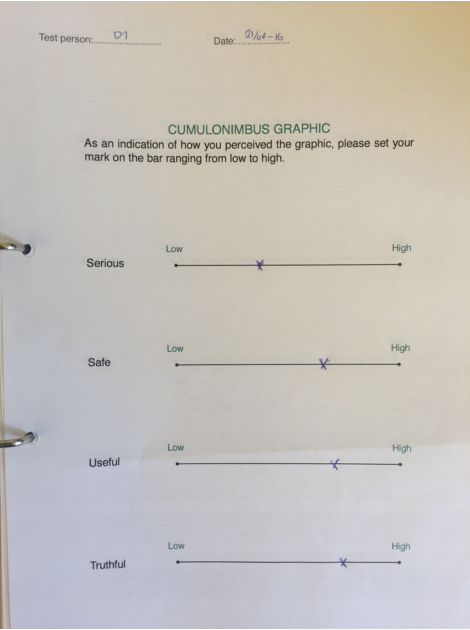 Test person: D1 Date: 21/04-16
CUMULONIMBUS GRAPHIC
As an indication of how you perceived the graphic, please set your
mark on the bar ranging from low to high.
Low High
Serious
Low High
Safe
Low High
Useful
Low High
Truthful